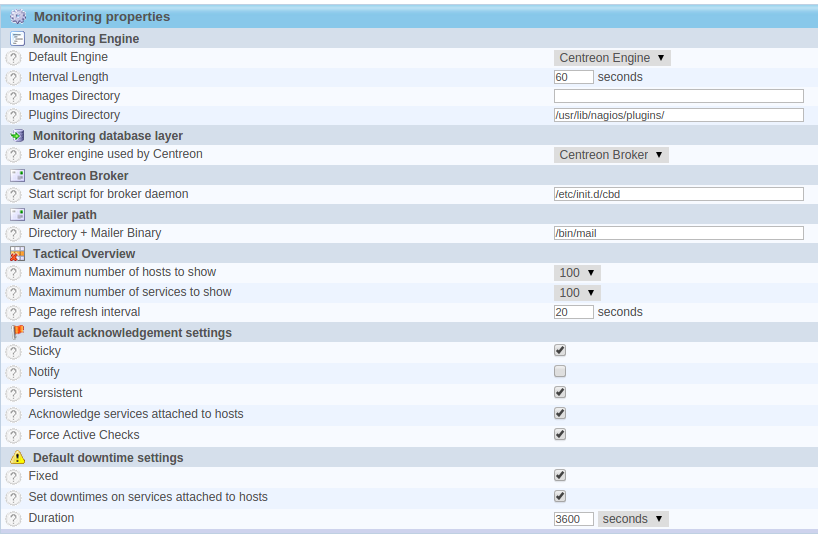 Monitoring properties
Monitoring Engine
? Default Engine Centreon Engine ▼
? Interval Length 60 seconds
? Images Directory
? Plugins Directory /usr/lib/nagios/plugins/
Monitoring database layer
? Broker engine used by Centreon Centreon Broker ▼
Centreon Broker
? Start script for broker daemon /etc/init.d/cbd
Mailer path
? Directory + Mailer Binary /bin/mail
Tactical Overview
? Maximum number of hosts to show 100 ▼
? Maximum number of services to show 100 ▼
? Page refresh interval 20 seconds
Default acknowledgement settings
? Sticky
? Notify
? Persistent
? Acknowledge services attached to hosts
? Force Active Checks
Default downtime settings
? Fixed
? Set downtimes on services attached to hosts
? Duration 3600 seconds ▼